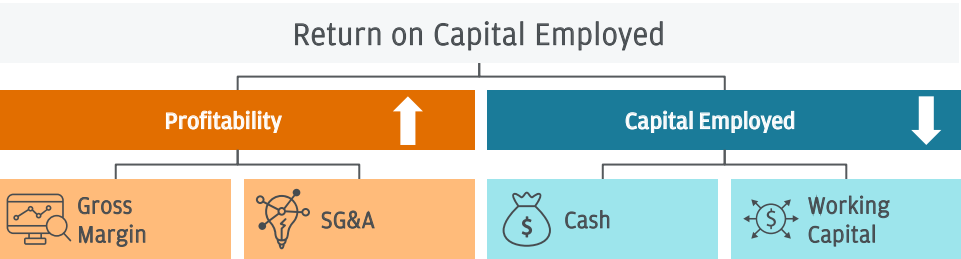 Return on Capital Employed
Profitability
Capital Employed
Gross
Margin
SG&A
$
Cash
$
Working
Capital